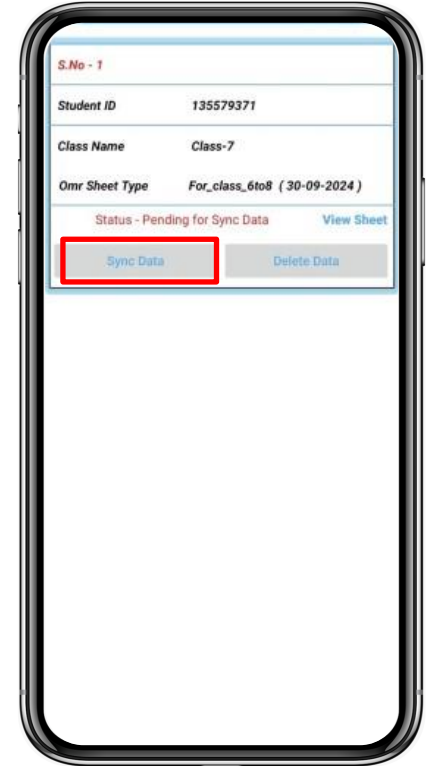 S.No - 1
Student ID 135579371
Class Name Class-7
Omr Sheet Type For_class_6to8 ( 30-09-2024 )
Status - Pending for Sync Data View Sheet
Sync Data Delete Data